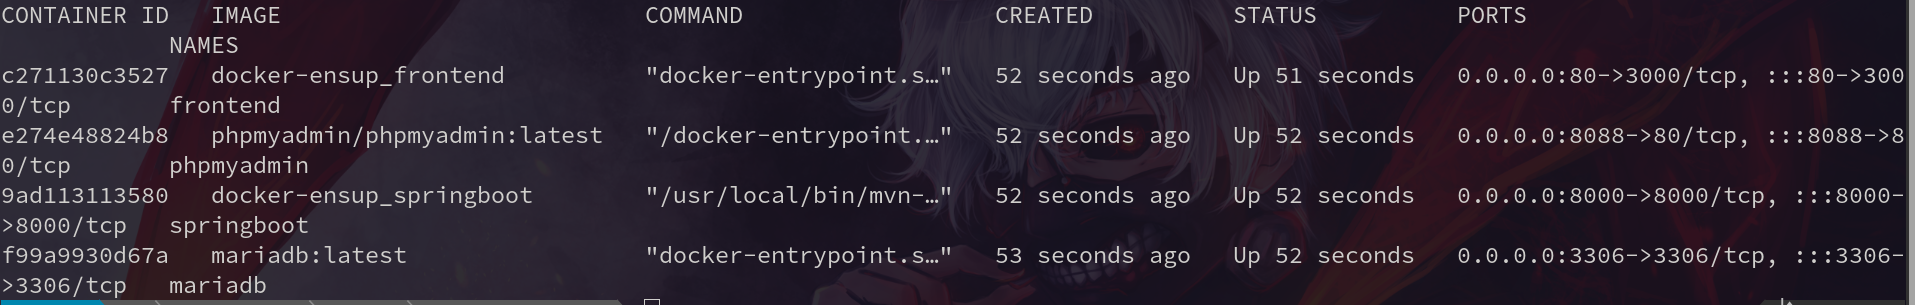 CONTAINER ID   IMAGE                          COMMAND                  CREATED          STATUS          PORTS
            NAMES
c271130c3527   docker-ensup_frontend          "docker-entrypoint.s…"   52 seconds ago   Up 51 seconds   0.0.0.0:80->3000/tcp, :::80->300
0/tcp       frontend
e274e48824b8   phpmyadmin/phpmyadmin:latest   "/docker-entrypoint.…"   52 seconds ago   Up 52 seconds   0.0.0.0:8088->80/tcp, :::8088->8
0/tcp       phpmyadmin
9ad113113580   docker-ensup_springboot        "/usr/local/bin/mvn-…"   52 seconds ago   Up 52 seconds   0.0.0.0:8000->8000/tcp, :::8000-
>8000/tcp   springboot
f99a9930d67a   mariadb:latest                 "docker-entrypoint.s…"   53 seconds ago   Up 52 seconds   0.0.0.0:3306->3306/tcp, :::3306-
>3306/tcp   mariadb